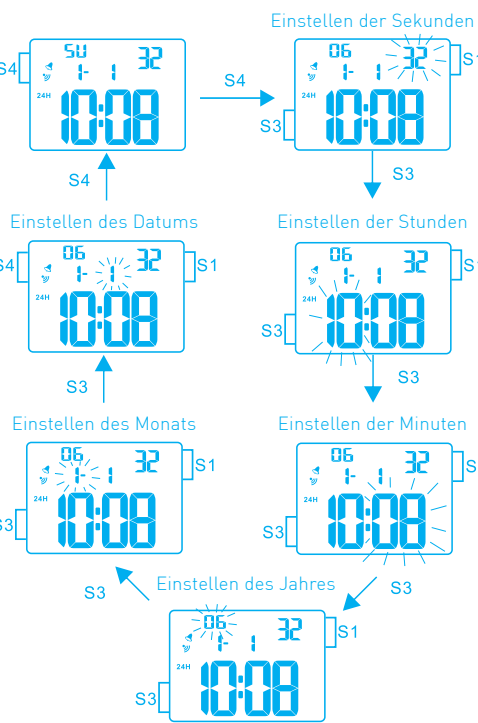 Einstellen der Sekunden
SU 32
1- 1
24H
10:08
S4
S4
06 32
1- 1
24H
10:08
S1
S3
S4
S3
Einstellen des Datums
Einstellen der Stunden
06 32
1- 1
24H
10:08
S4
S1
06 32
1- 1
24H
10:08
S3
S1
S3
S3
Einstellen des Monats
Einstellen der Minuten
06 32
1- 1
24H
10:08
S3
S1
06 32
1- 1
24H
10:08
S3
S
S3
Einstellen des Jahres
S3
06 32
1- 1
24H
10:08
S3
S1